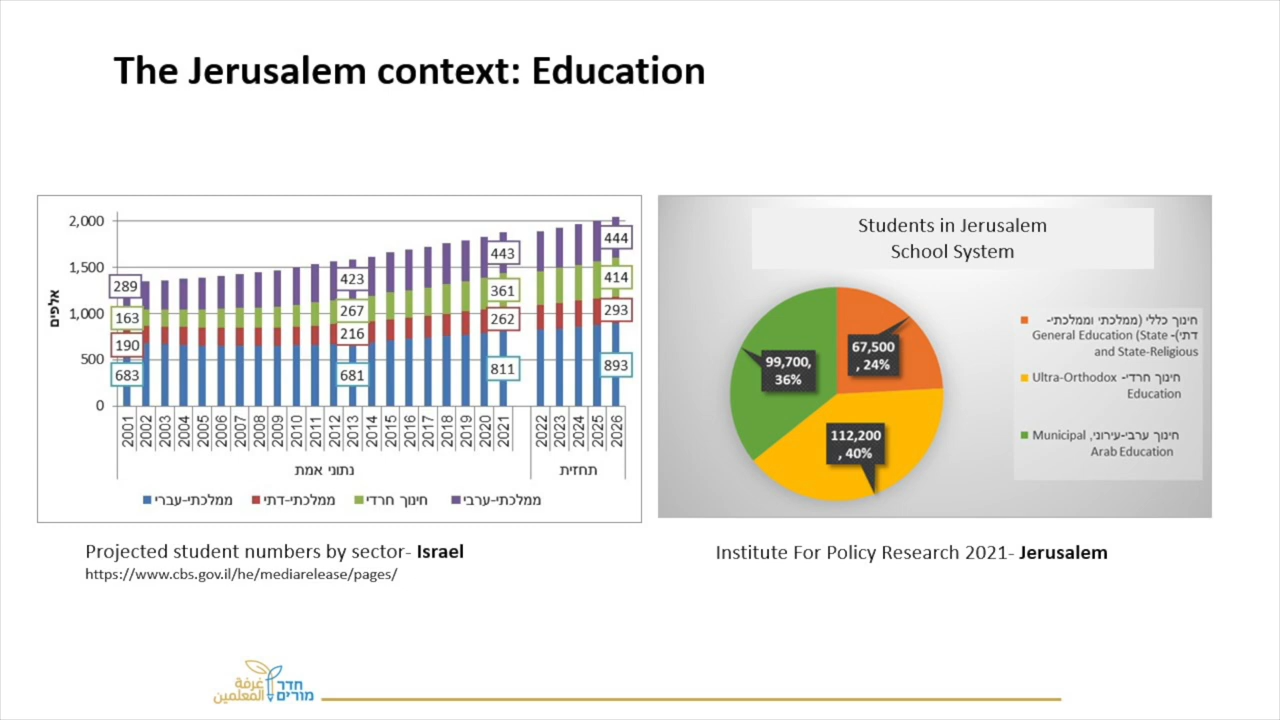 The Jerusalem context: Education
2,000
1,500
1,000
500
0
אלפים
289
163
190
683
423
267
216
681
443
361
262
811
444
414
293
893
2001 2002 2003 2004 2005 2006 2007 2008 2009 2010 2011 2012 2013 2014 2015 2016 2017 2018 2019 2020 2021 2022 2023 2024 2025 2026
נתוני אמת
תחזית
ממלכתי-עברי
ממלכתי-דתי
חינוך חרדי
ממלכתי-ערבי
Projected student numbers by sector- Israel
https://www.cbs.gov.il/he/mediarelease/pages/
Students in Jerusalem
School System
67,500
, 24%
99,700,
36%
112,200
, 40%
חינוך כללי (ממלכתי וממלכתי-
דתי)- General Education (State
and State-Religious
חינוך חרדי- Ultra-Orthodox
Education
חינוך ערבי-עירוני, Municipal
Arab Education
Institute For Policy Research 2021- Jerusalem
חדר
מורים
غرفة
المعلمين